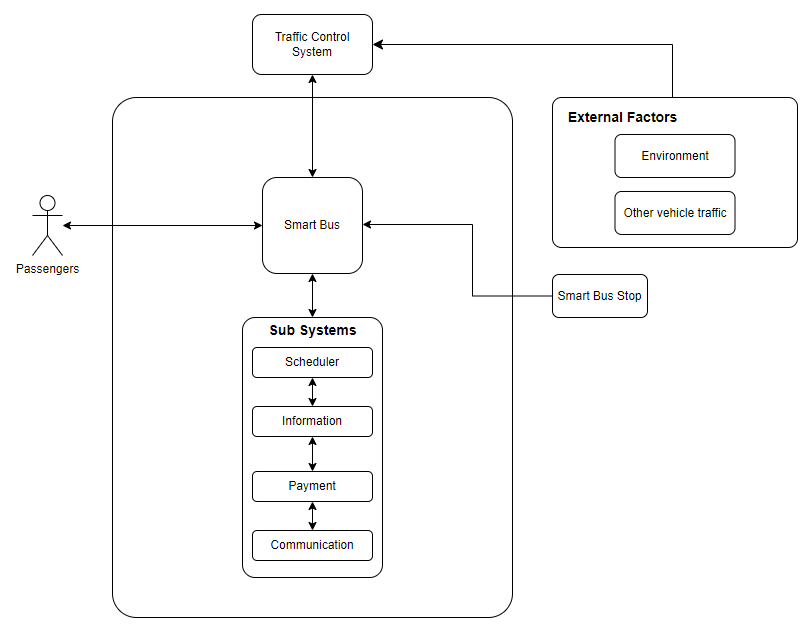 Traffic Control
System
External Factors
Environment
Other vehicle traffic
Smart Bus
Passengers
Smart Bus Stop
Sub Systems
Scheduler
Information
Payment
Communication